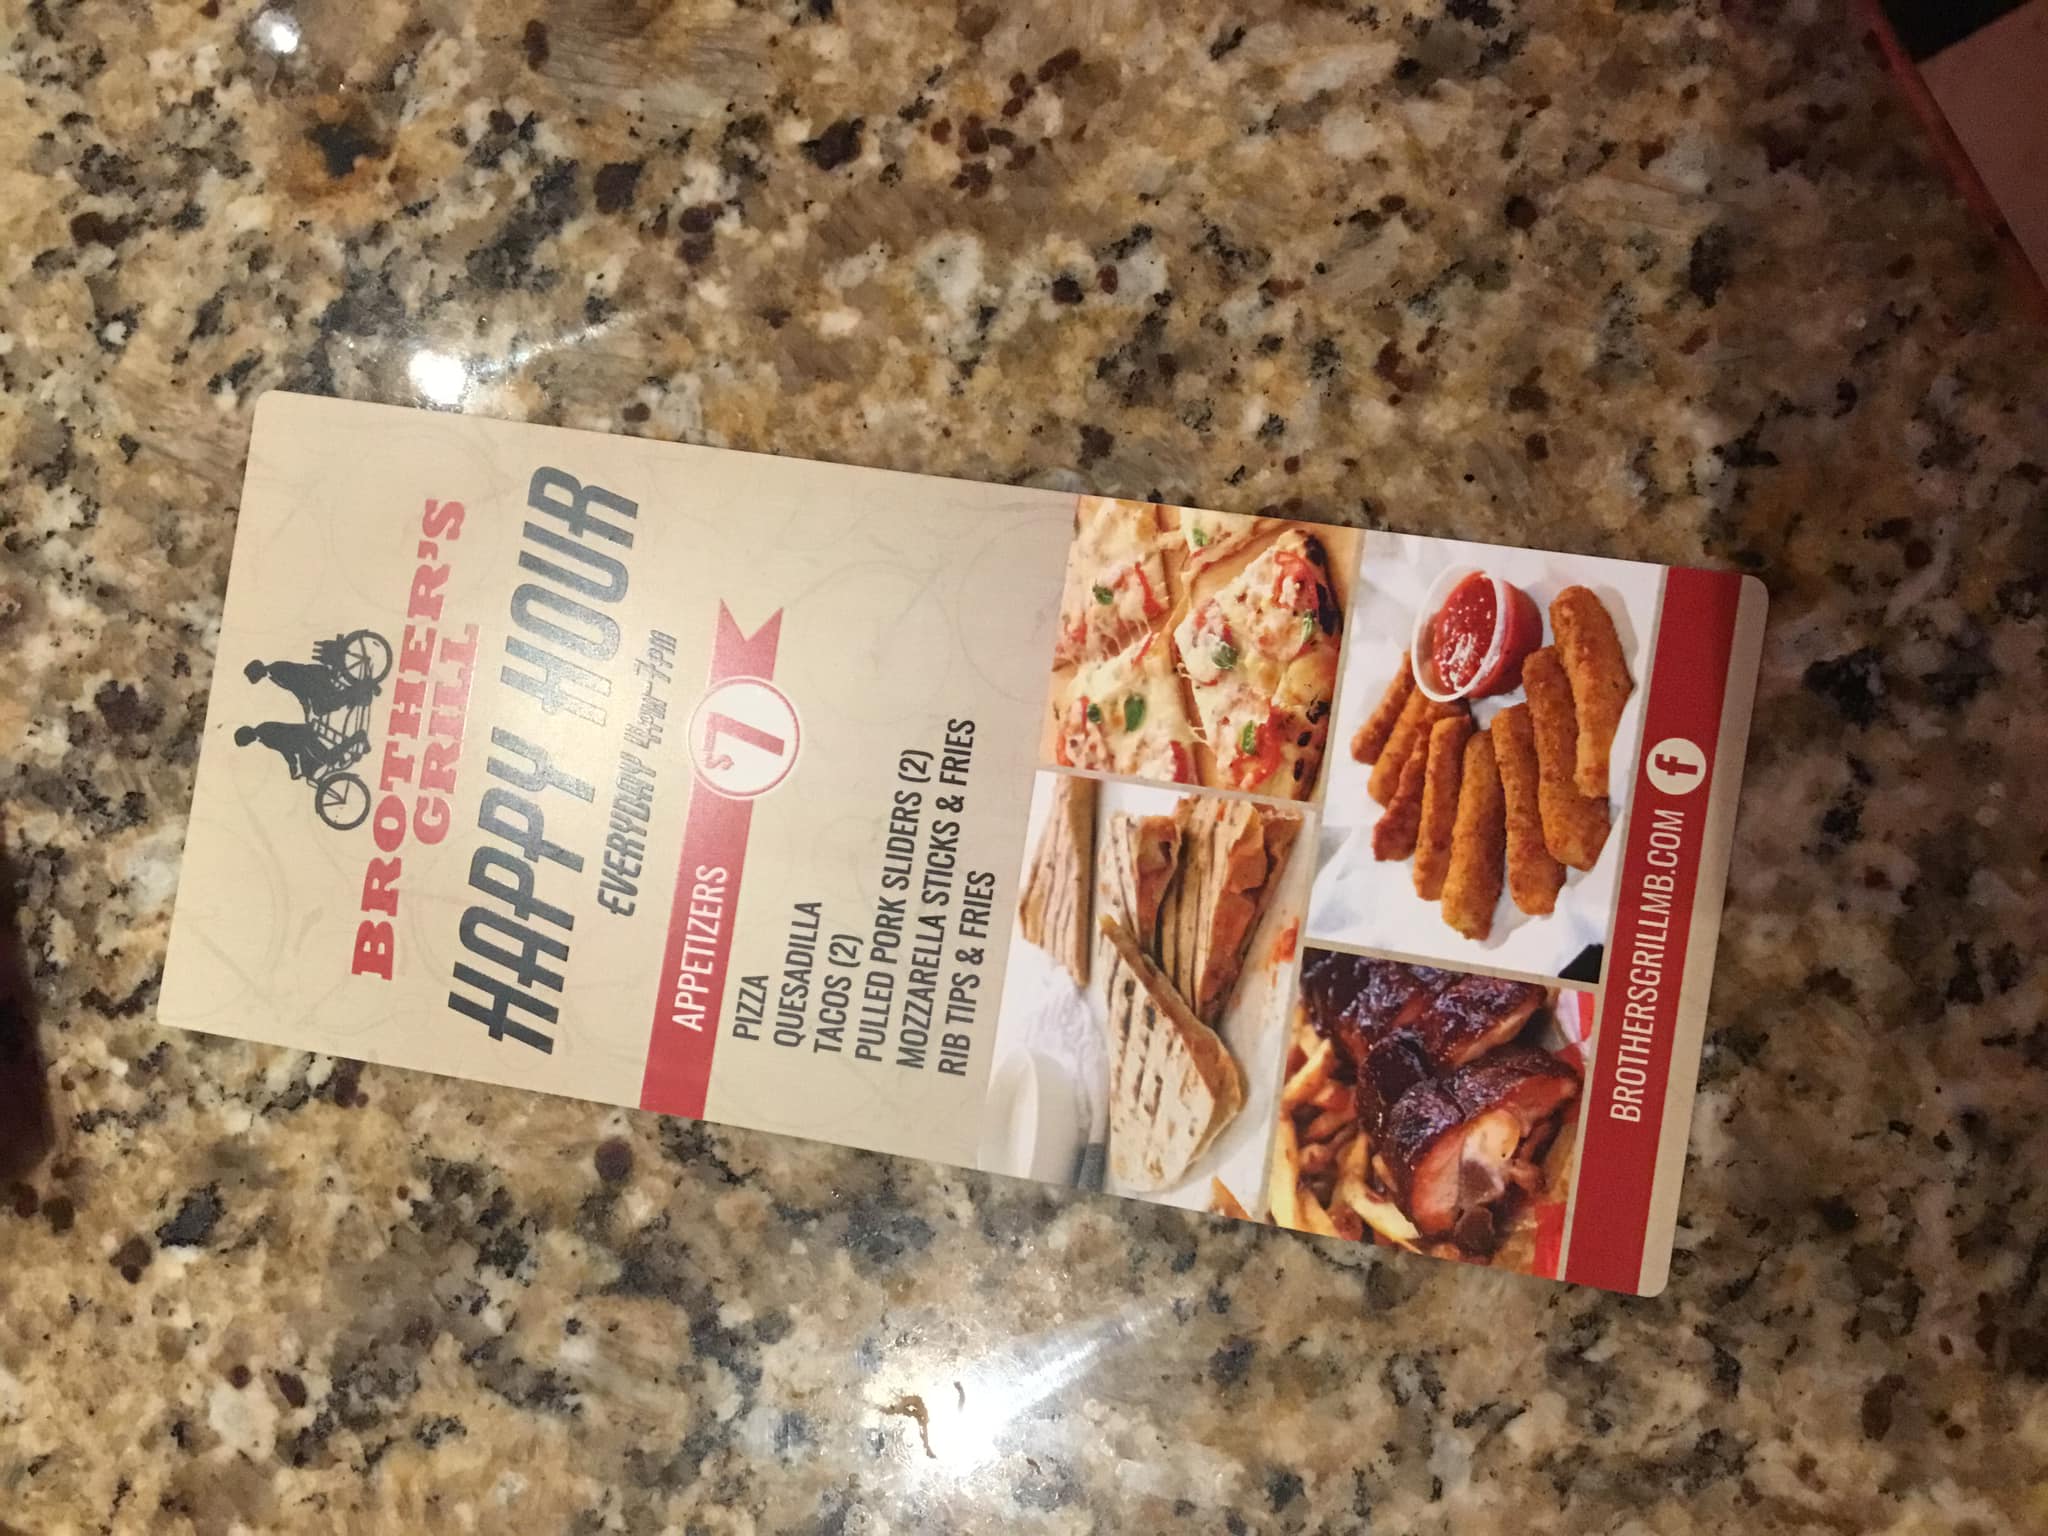 BROTHER'S
GRILL
HAPPY HOUR
EVERYDAY 4PM-7PM
APPETIZERS $7
PIZZA
QUESADILLA
TACOS (2)
PULLED PORK SLIDERS (2)
MOZZARELLA STICKS & FRIES
RIB TIPS & FRIES
BROTHERSGRILLMB.COM f